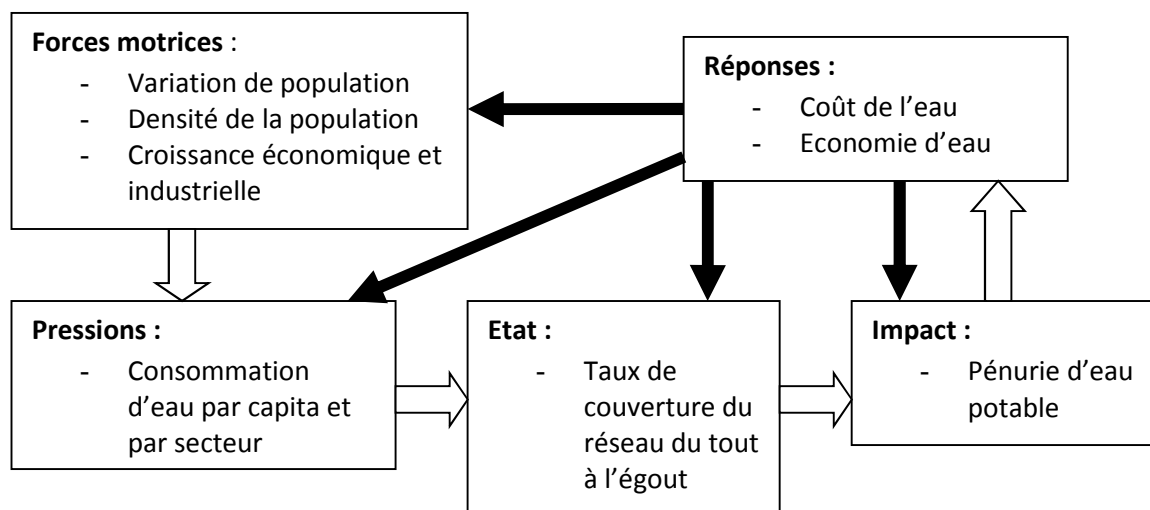 Forces motrices :
- Variation de population
- Densité de la population
- Croissance économique et
industrielle
Réponses :
- Coût de l'eau
- Economie d'eau
Pressions :
- Consommation
d'eau par capita et
par secteur
Etat :
- Taux de
couverture du
réseau du tout
à l'égout
Impact :
- Pénurie d'eau
potable